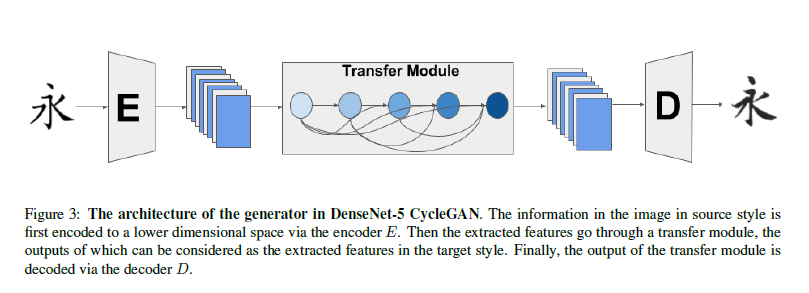 Transfer Module
永 E D 永
Figure 3: The architecture of the generator in DenseNet-5 CycleGAN. The information in the image in source style is
first encoded to a lower dimensional space via the encoder E. Then the extracted features go through a transfer module, the
outputs of which can be considered as the extracted features in the target style. Finally, the output of the transfer module is
decoded via the decoder D.